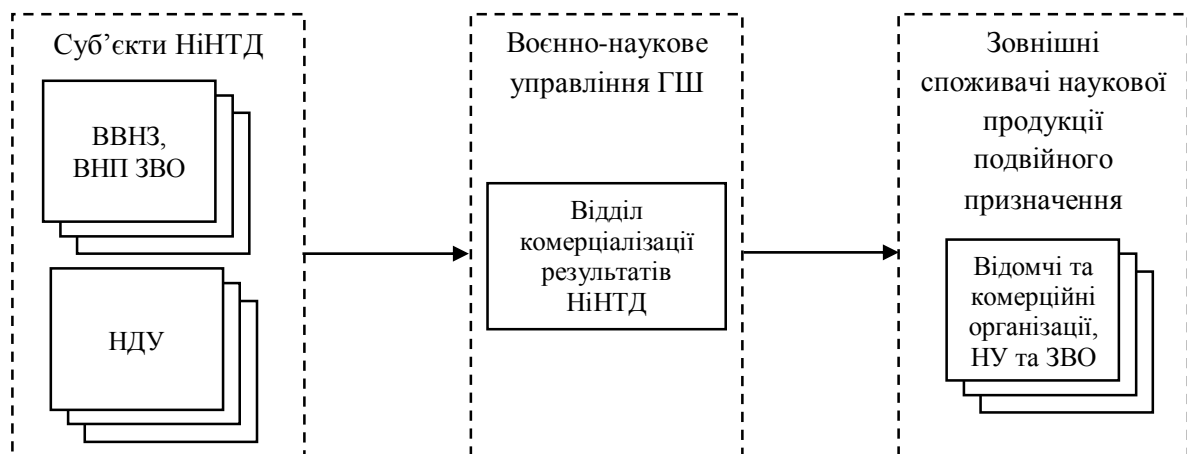 Суб’єкти НіНТД
ВВНЗ,
ВНП ЗВО
НДУ
Воєнно-наукове
управління ГШ
Відділ
комерціалізації
результатів
НіНТД
Зовнішні
споживачі наукової
продукції
подвійного
призначення
Відомчі та
комерційні
організації,
НУ та ЗВО